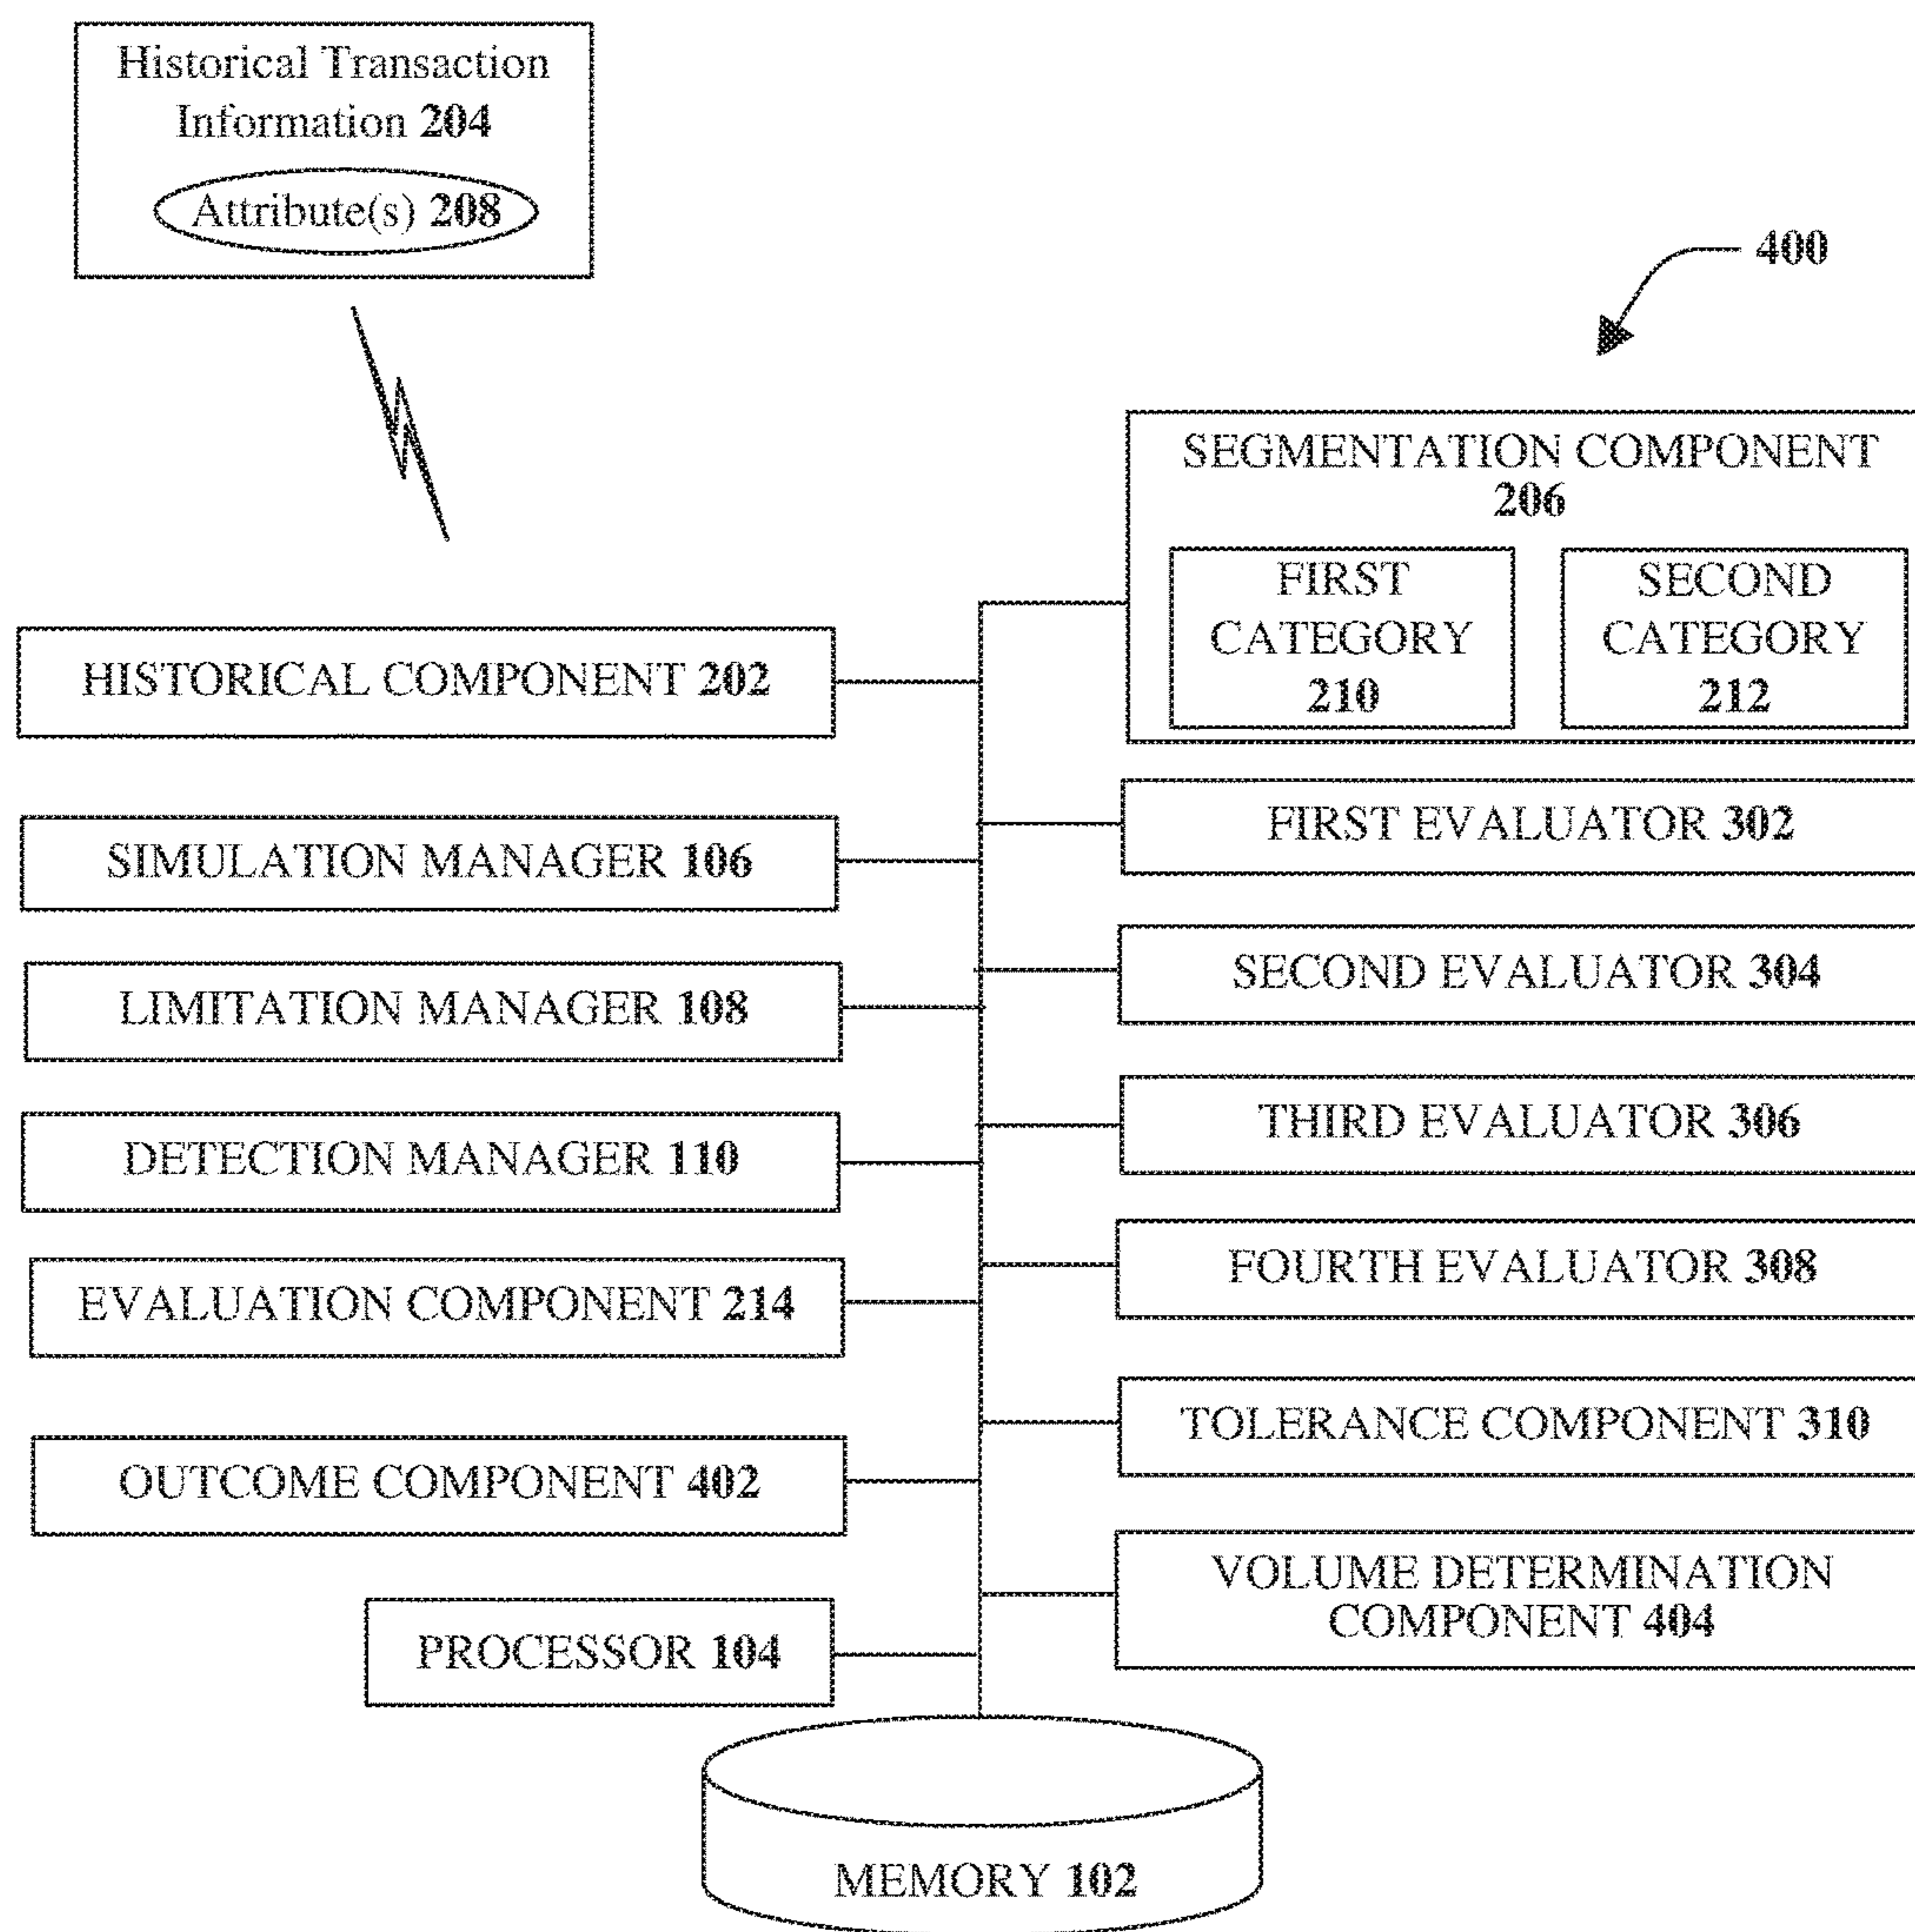 Historical Transaction
Information 204
Attribute(s) 208
400
SEGMENTATION COMPONENT
206
FIRST
CATEGORY
210
SECOND
CATEGORY
212
HISTORICAL COMPONENT 202
SIMULATION MANAGER 106
LIMITATION MANAGER 108
DETECTION MANAGER 110
EVALUATION COMPONENT 214
OUTCOME COMPONENT 402
PROCESSOR 104
FIRST EVALUATOR 302
SECOND EVALUATOR 304
THIRD EVALUATOR 306
FOURTH EVALUATOR 308
TOLERANCE COMPONENT 310
VOLUME DETERMINATION
COMPONENT 404
MEMORY 102